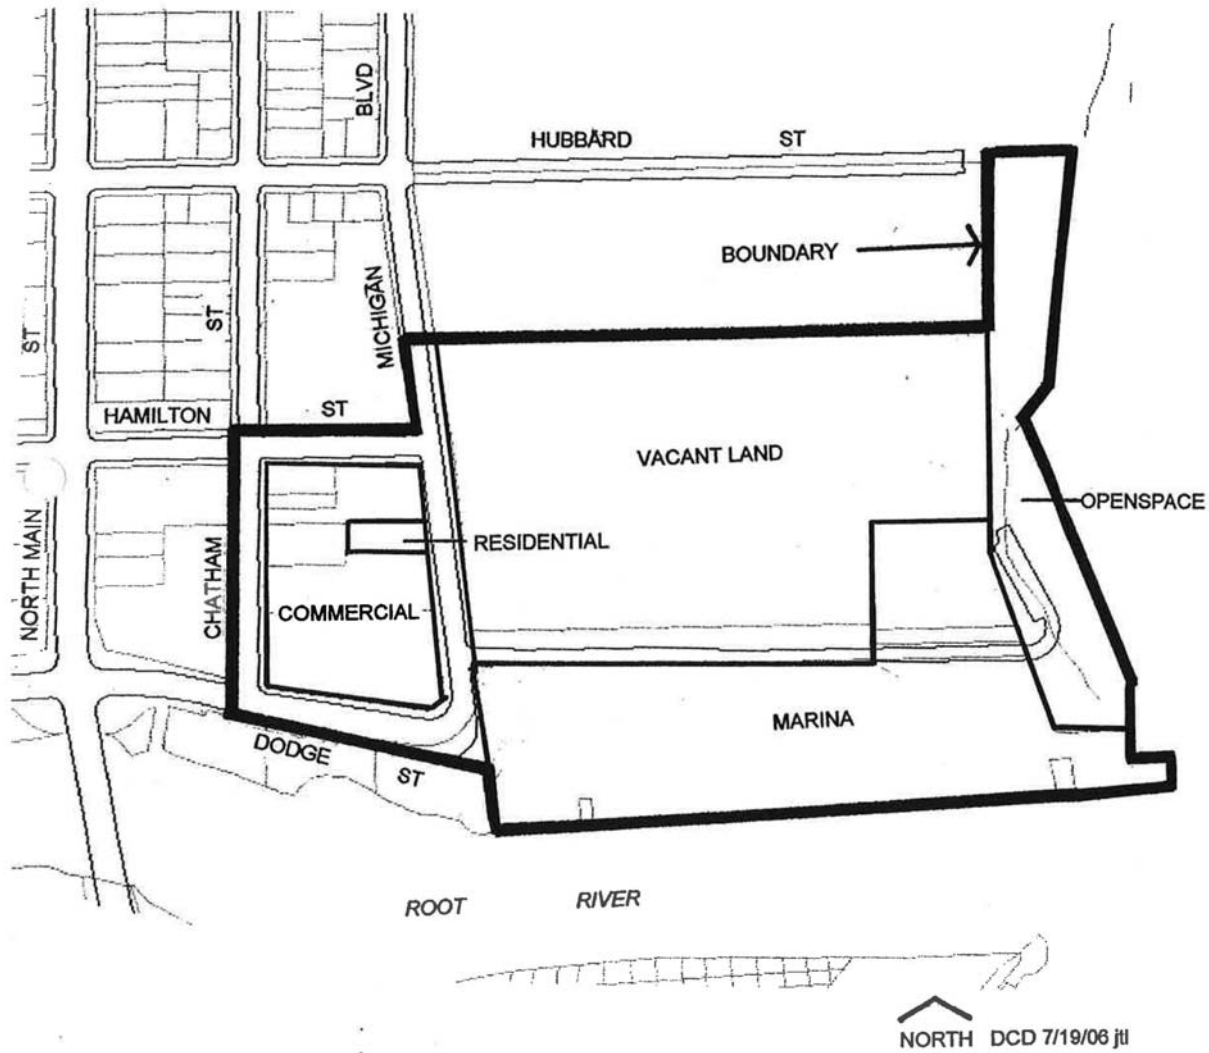 BLVD
HUBBARD ST
BOUNDARY
ST
ST
MICHIGAN
HAMILTON ST
VACANT LAND
OPENSPACE
RESIDENTIAL
NORTH MAIN
CHATHAM
COMMERCIAL
MARINA
DODGE ST
ROOT RIVER
NORTH DCD 7/19/06 jtl